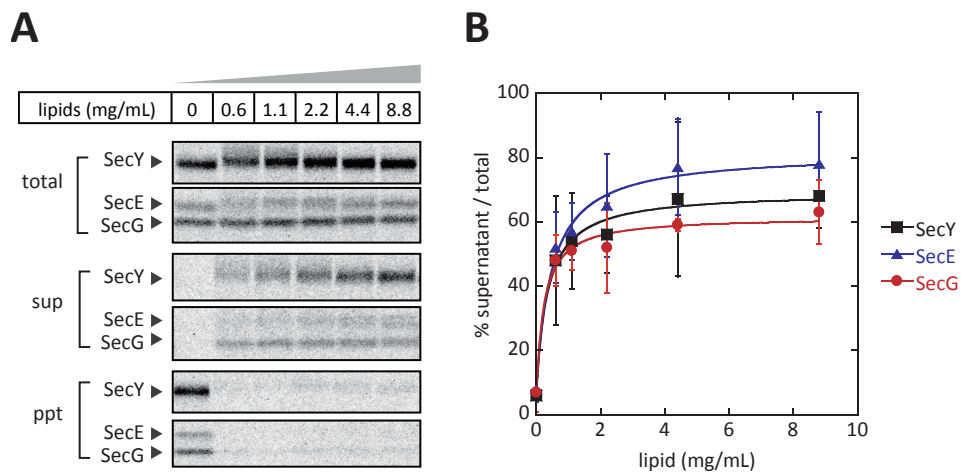 A
lipids (mg/mL) 0 0.6 1.1 2.2 4.4 8.8
total
SecY
SecE
SecG
sup
SecY
SecE
SecG
ppt
SecY
SecE
SecG
B
% supernatant / total
100
80
60
40
20
0
0 2 4 6 8 10
lipid (mg/mL)
SecY
SecE
SecG